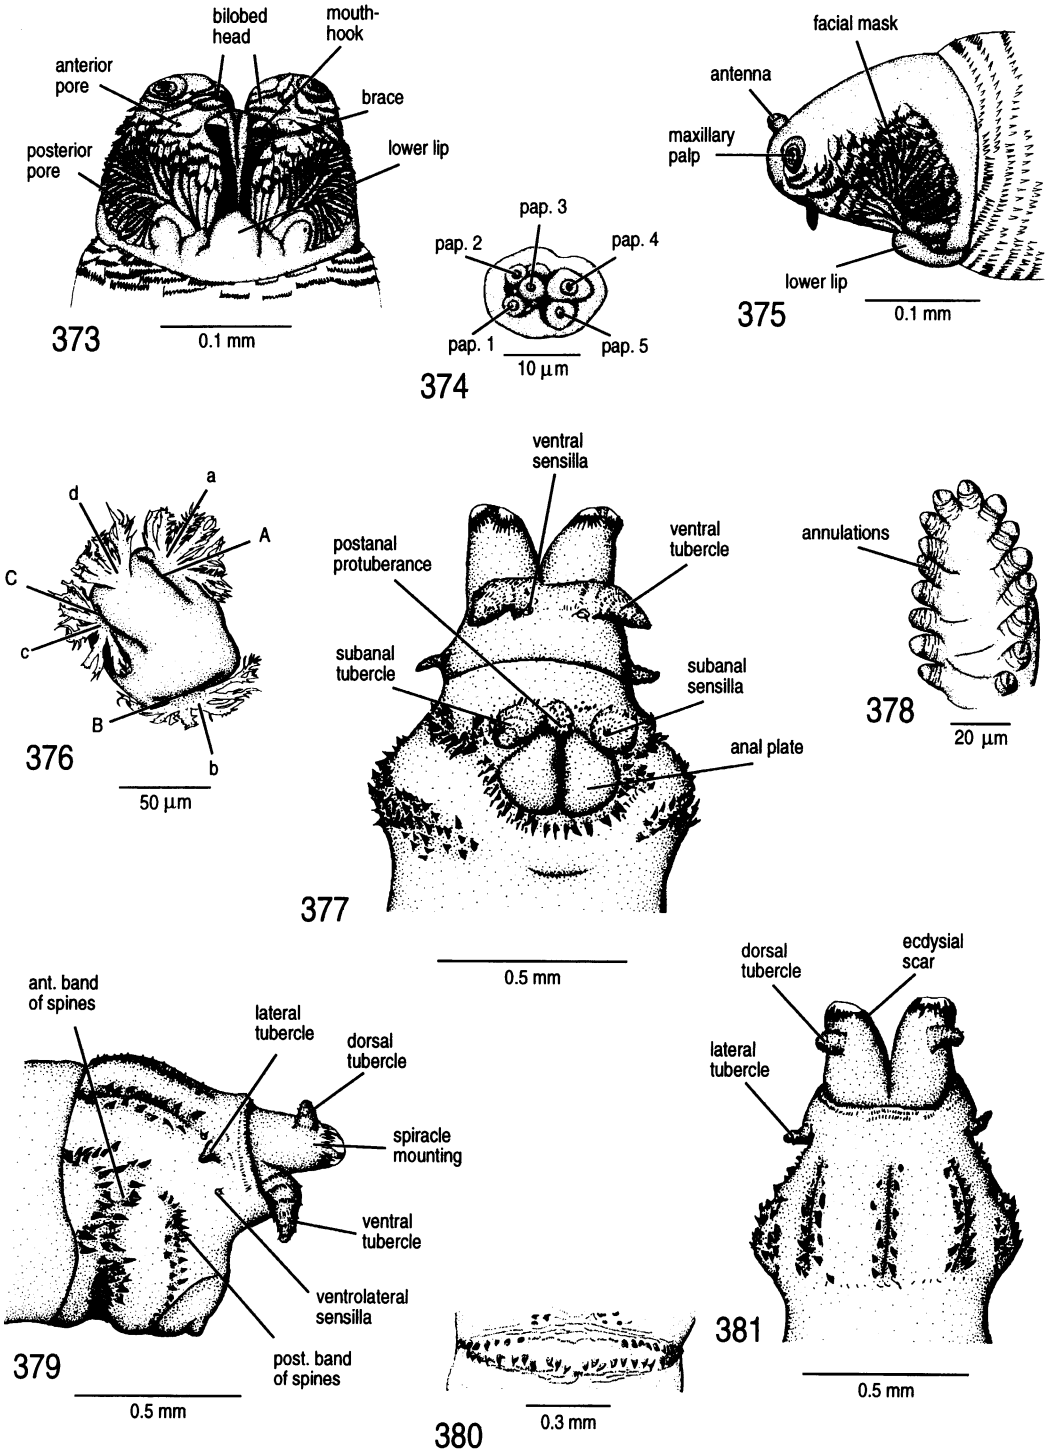 bilobed
head
mouth-
hook
anterior
pore
brace
posterior
pore
lower lip
373
0.1 mm
pap. 3
pap. 2
pap. 4
pap. 1
pap. 5
10 µm
374
facial mask
antenna
maxillary
palp
lower lip
375
0.1 mm
a
d
A
C
c
B
b
376
50 µm
ventral
sensilla
postanal
protuberance
ventral
tubercle
subanal
tubercle
subanal
sensilla
anal plate
377
0.5 mm
annulations
378
20 µm
ant. band
of spines
lateral
tubercle
dorsal
tubercle
spiracle
mounting
ventral
tubercle
ventrolateral
sensilla
post. band
of spines
379
0.5 mm
380
0.3 mm
dorsal
tubercle
ecdysial
scar
lateral
tubercle
381
0.5 mm